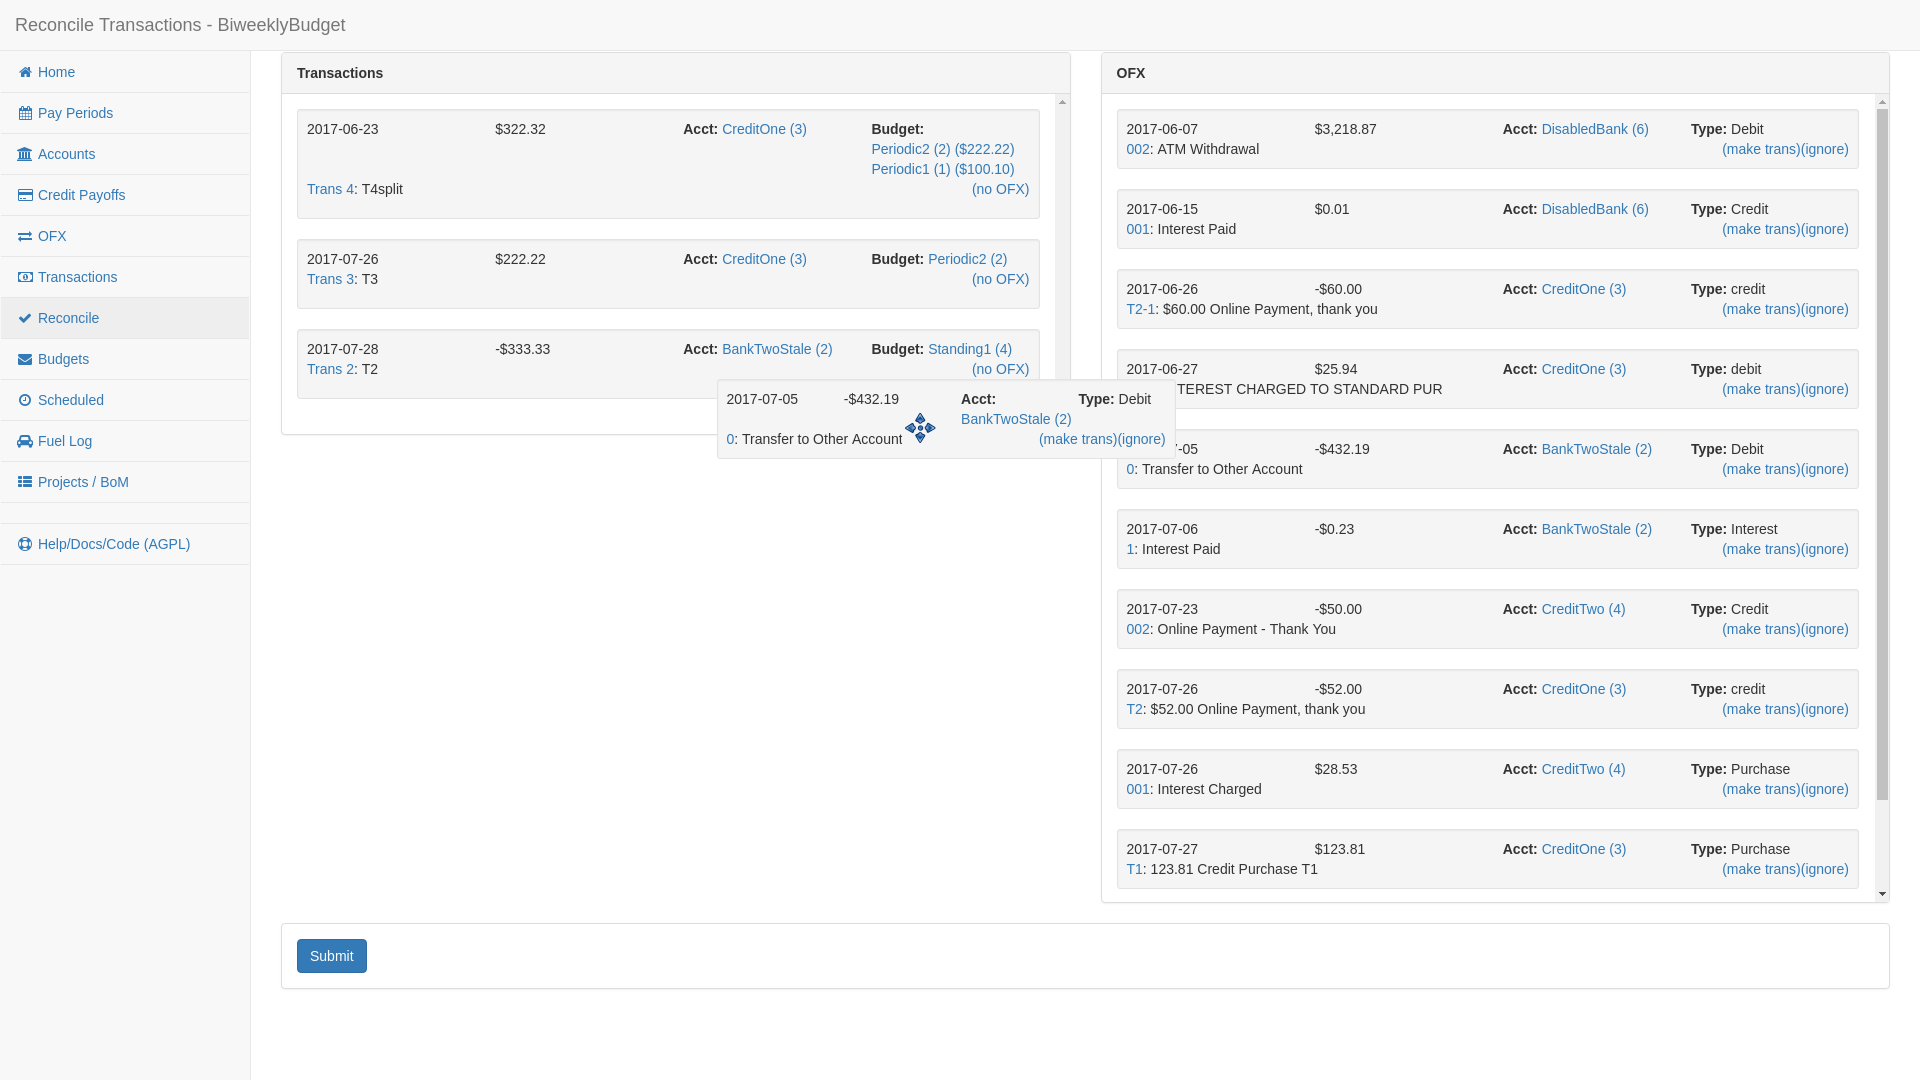 Reconcile Transactions - BiweeklyBudget
Home
Pay Periods
Accounts
Credit Payoffs
OFX
Transactions
Reconcile
Budgets
Scheduled
Fuel Log
Projects / BoM
Help/Docs/Code (AGPL)
Transactions
2017-06-23 $322.32 Acct: CreditOne (3) Budget:
Periodic2 (2) ($222.22)
Periodic1 (1) ($100.10)
Trans 4: T4split (no OFX)
2017-07-26 $222.22 Acct: CreditOne (3) Budget: Periodic2 (2)
Trans 3: T3 (no OFX)
2017-07-28 -$333.33 Acct: BankTwoStale (2) Budget: Standing1 (4)
Trans 2: T2 (no OFX)
2017-07-05 -$432.19 Acct: Type: Debit
BankTwoStale (2)
0: Transfer to Other Account (make trans)(ignore)
OFX
2017-06-07 $3,218.87 Acct: DisabledBank (6) Type: Debit
002: ATM Withdrawal (make trans)(ignore)
2017-06-15 $0.01 Acct: DisabledBank (6) Type: Credit
001: Interest Paid (make trans)(ignore)
2017-06-26 -$60.00 Acct: CreditOne (3) Type: credit
T2-1: $60.00 Online Payment, thank you (make trans)(ignore)
2017-06-27 $25.94 Acct: CreditOne (3) Type: debit
TEREST CHARGED TO STANDARD PUR (make trans)(ignore)
-05 -$432.19 Acct: BankTwoStale (2) Type: Debit
0: Transfer to Other Account (make trans)(ignore)
2017-07-06 -$0.23 Acct: BankTwoStale (2) Type: Interest
1: Interest Paid (make trans)(ignore)
2017-07-23 -$50.00 Acct: CreditTwo (4) Type: Credit
002: Online Payment - Thank You (make trans)(ignore)
2017-07-26 -$52.00 Acct: CreditOne (3) Type: credit
T2: $52.00 Online Payment, thank you (make trans)(ignore)
2017-07-26 $28.53 Acct: CreditTwo (4) Type: Purchase
001: Interest Charged (make trans)(ignore)
2017-07-27 $123.81 Acct: CreditOne (3) Type: Purchase
T1: 123.81 Credit Purchase T1 (make trans)(ignore)
Submit